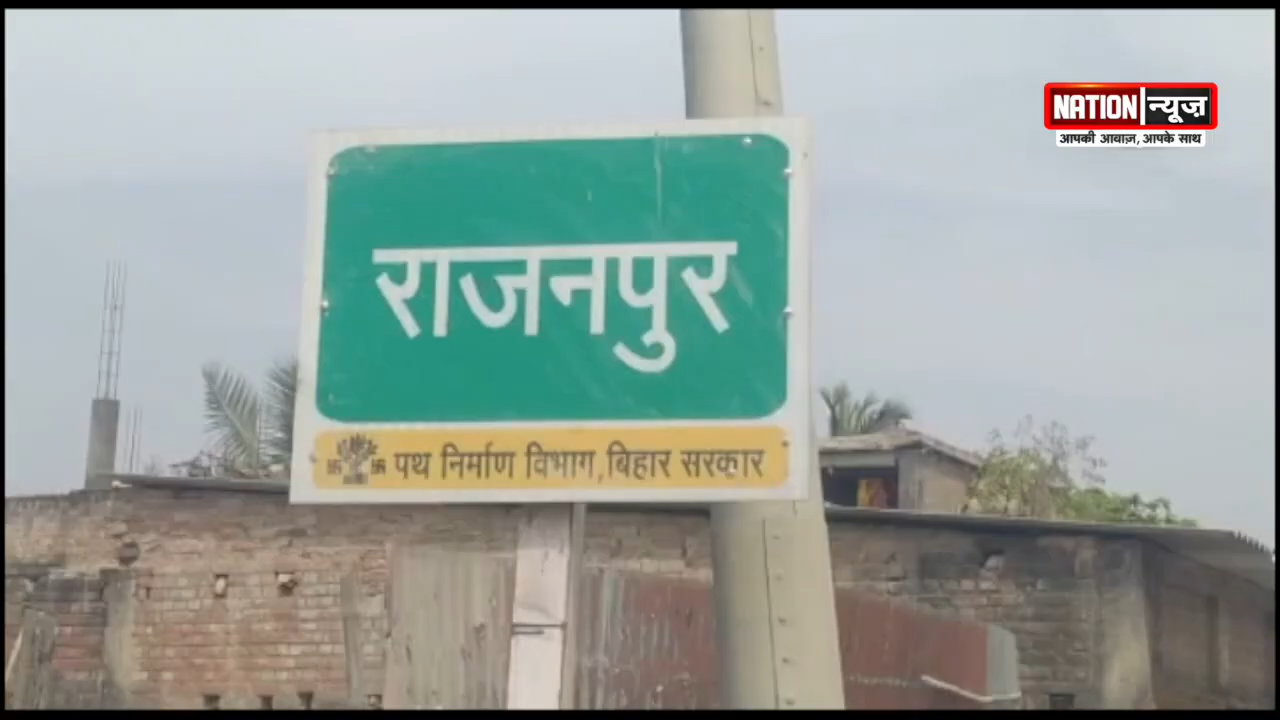 NATION न्यूज़
आपकी आवाज़, आपके साथ
राजनपुर
पथ निर्माण विभाग, बिहार सरकार